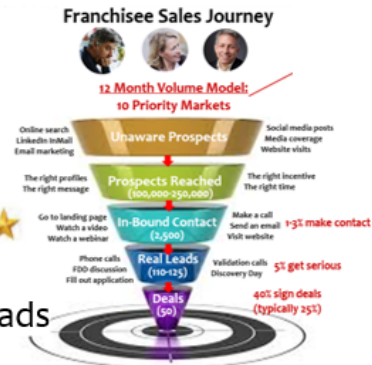 Franchisee Sales Journey
12 Month Volume Model:
10 Priority Markets
Online search
LinkedIn InMail
Email marketing
Unaware Prospects
Social media posts
Media coverage
Website visits
The right profiles
The right message
Prospects Reached
(100,000-250,000)
The right incentive
The right time
Go to landing page
Watch a video
Watch a webinar
In-Bound Contact
(2,500)
Make a call
Send an email
Visit website
1-3% make contact
Phone calls
FDD discussion
Fill out application
Real Leads
(110-125)
Validation calls
Discovery Day
5% get serious
Deals
(50)
40% sign deals
(typically 25%)
ads